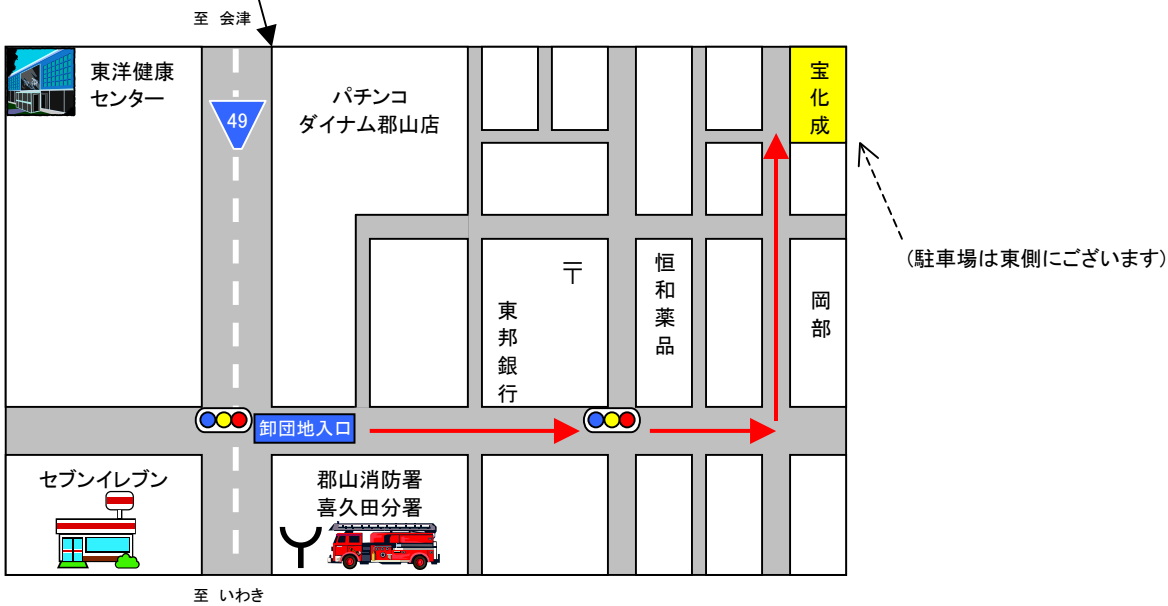 至 会津
東洋健康
センター
49
パチンコ
ダイナム郡山店
宝化成
(駐車場は東側にございます)
〒
恒和薬品
東邦銀行
岡部
卸団地入口
セブンイレブン
郡山消防署
喜久田分署
至 いわき